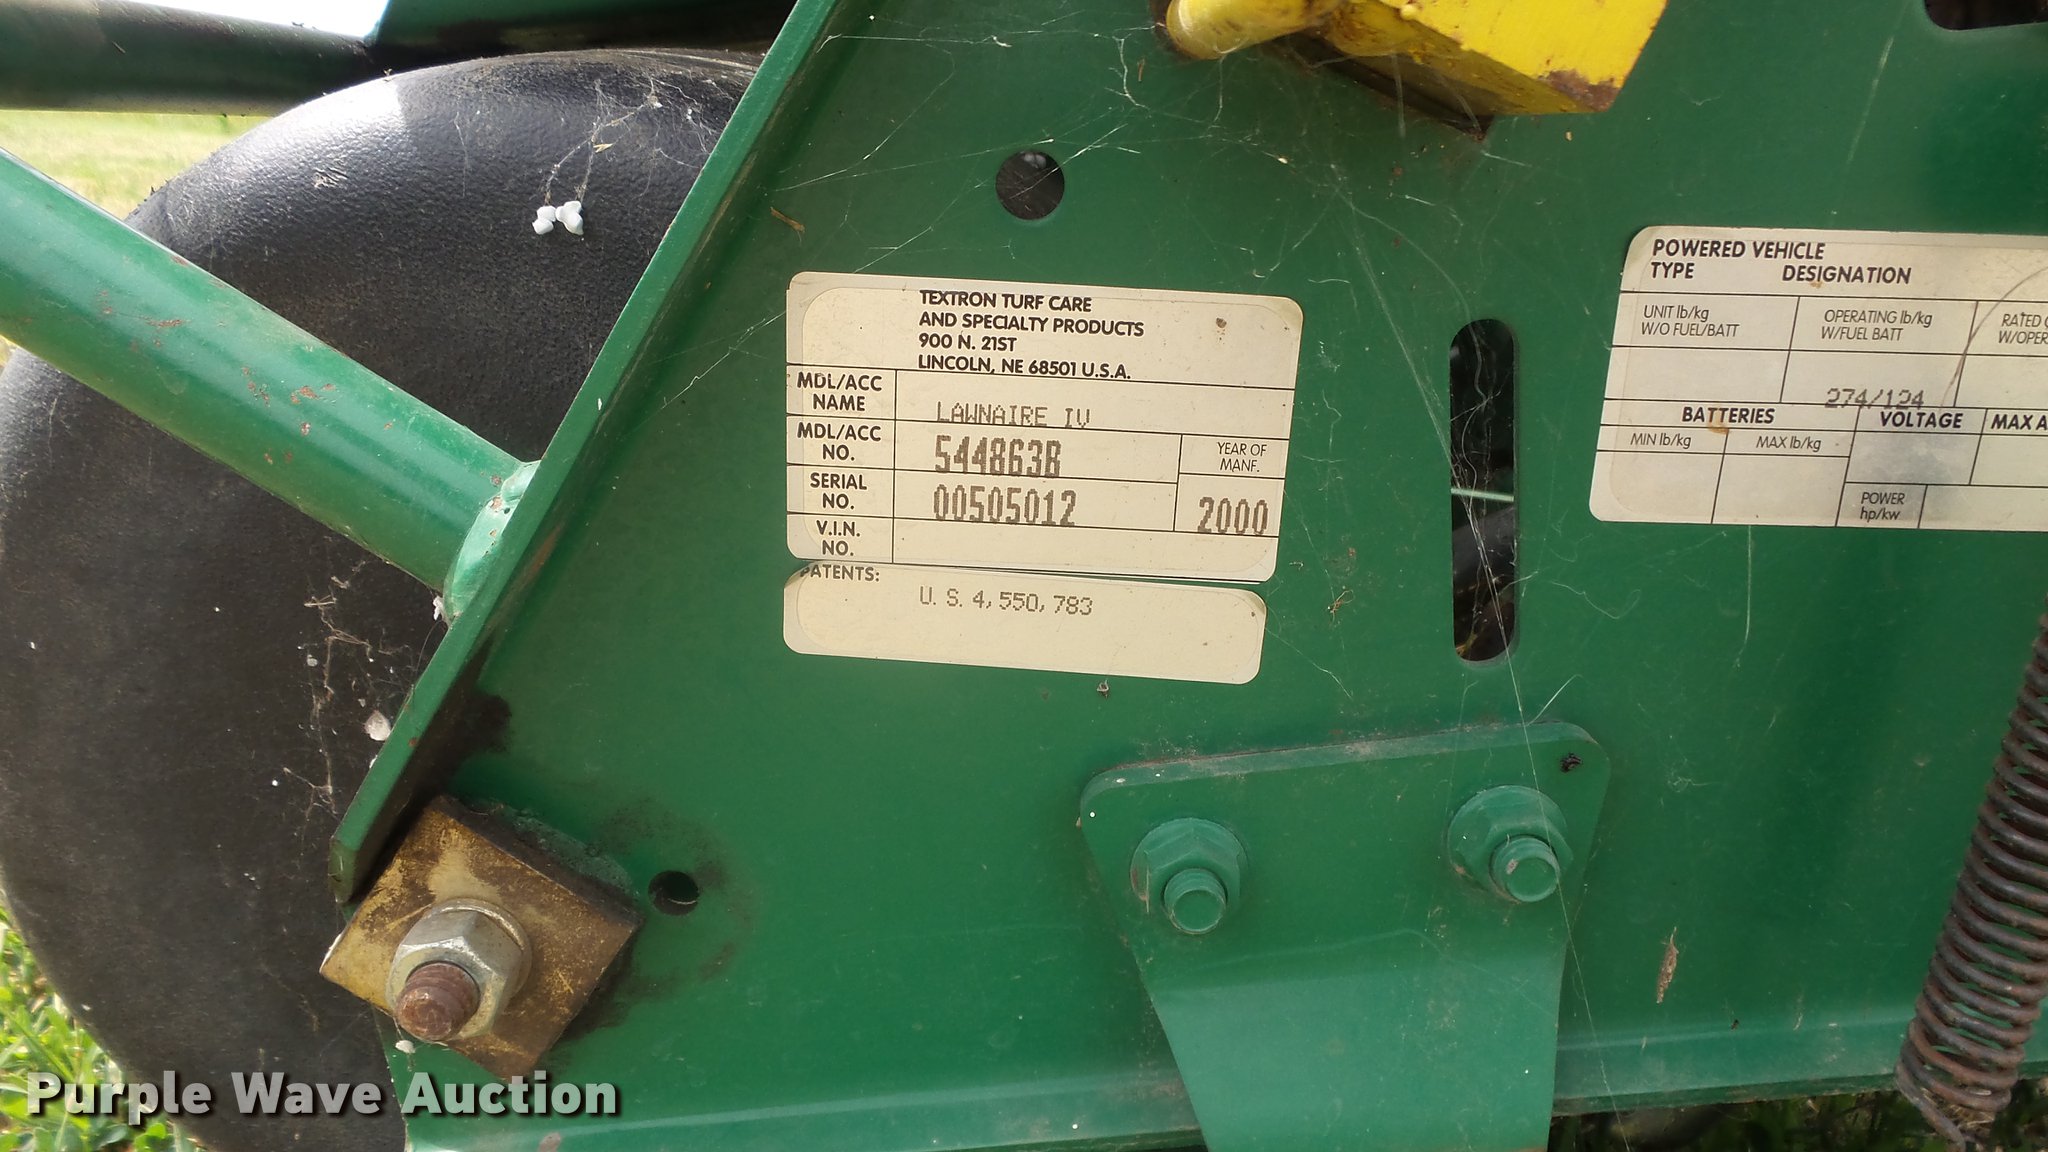 TEXTRON TURF CARE
AND SPECIALTY PRODUCTS
900 N. 21ST
LINCOLN, NE 68501 U.S.A.
MDL/ACC NAME LAWNAIRE IV
MDL/ACC NO. 544863B
YEAR OF MANF.
SERIAL NO. 00505012
2000
V.I.N. NO.
PATENTS:
U. S. 4, 550, 783
POWERED VEHICLE
TYPE DESIGNATION
UNIT lb/kg W/O FUEL/BATT
OPERATING lb/kg W/FUEL BATT
RATED
W/OPER
274/124
BATTERIES VOLTAGE MAX A
MIN lb/kg MAX lb/kg
POWER hp/kw
Purple Wave Auction